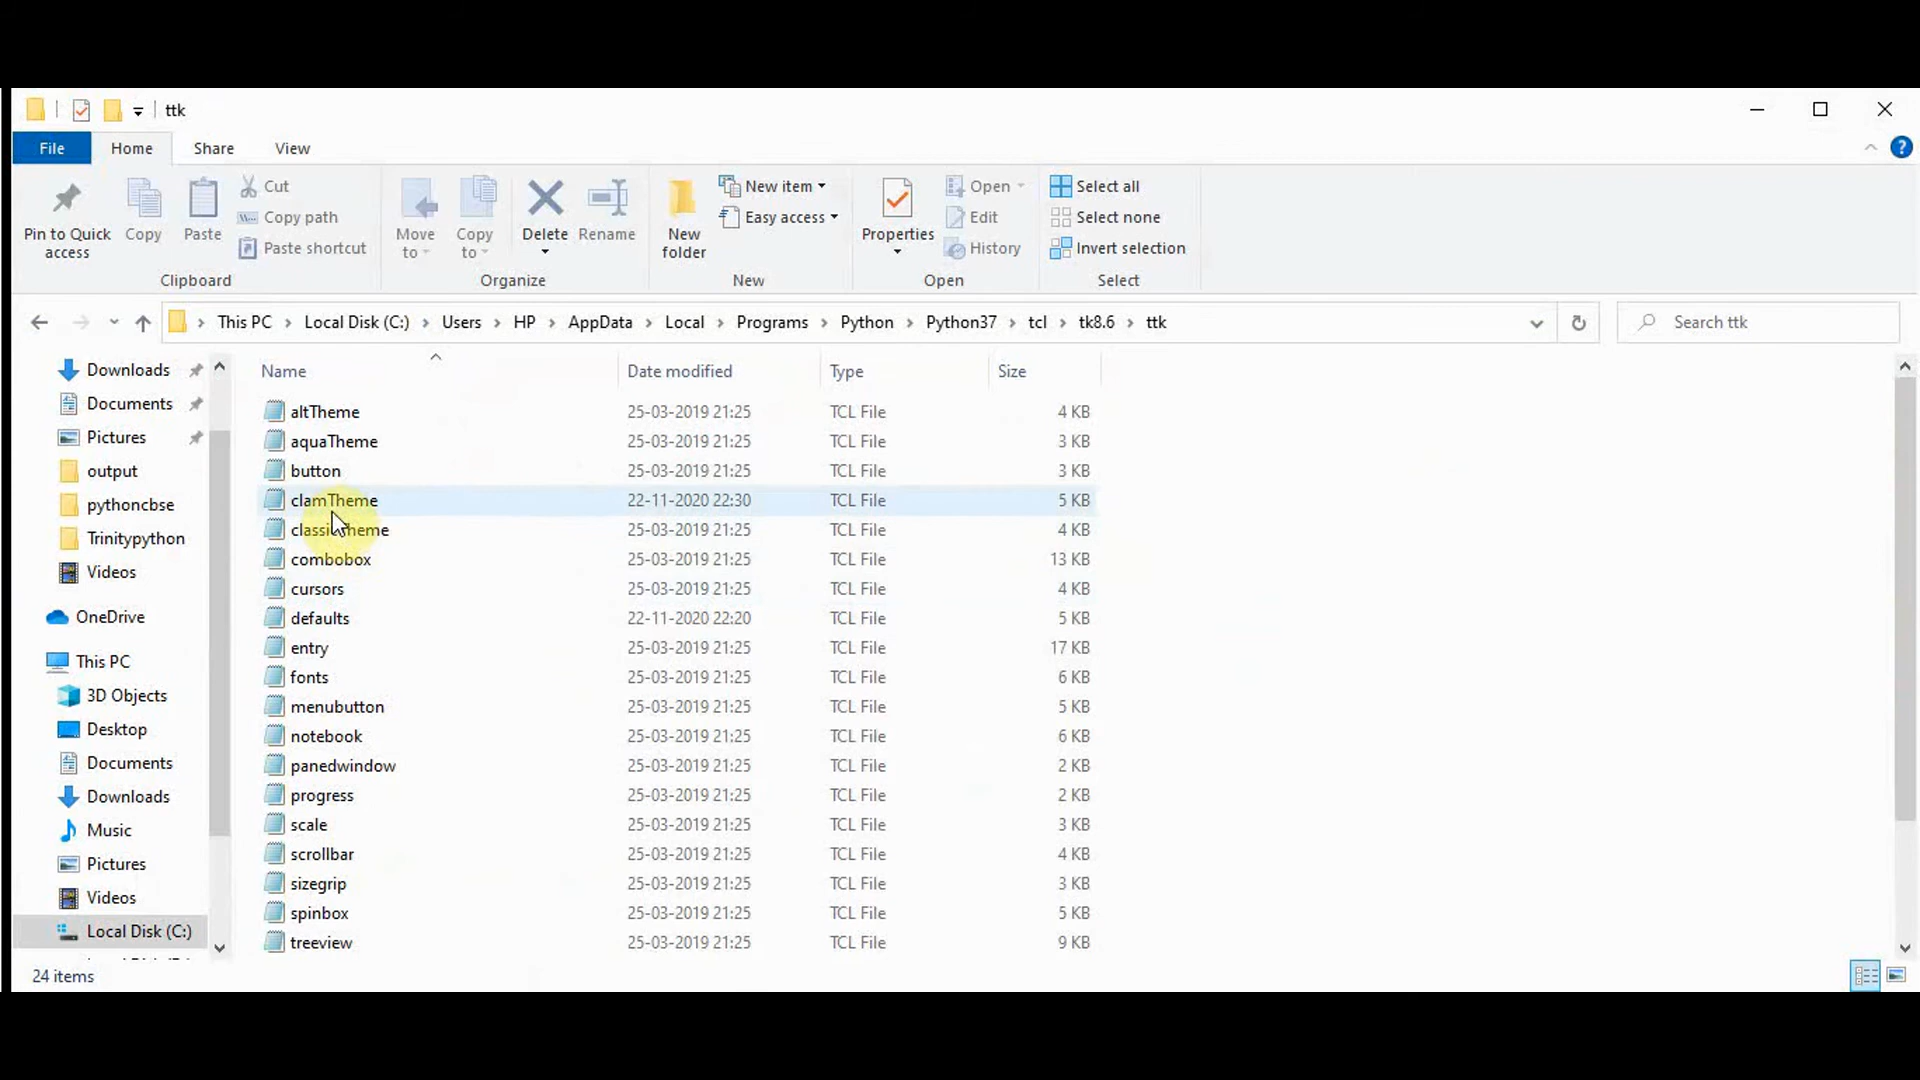 ttk
File Home Share View
Pin to Quick access
Copy
Paste
Cut
Copy path
Paste shortcut
Clipboard
Move to
Copy to
Delete
Rename
Organize
New folder
New item
Easy access
New
Properties
Open
Edit
History
Open
Select all
Select none
Invert selection
Select
This PC Local Disk (C:) Users HP AppData Local Programs Python Python37 tcl tk8.6 ttk
Search ttk
Downloads
Documents
Pictures
output
pythoncbse
Trinitypython
Videos
OneDrive
This PC
3D Objects
Desktop
Documents
Downloads
Music
Pictures
Videos
Local Disk (C:)
Name Date modified Type Size
altTheme 25-03-2019 21:25 TCL File 4 KB
aquaTheme 25-03-2019 21:25 TCL File 3 KB
button 25-03-2019 21:25 TCL File 3 KB
clamTheme 22-11-2020 22:30 TCL File 5 KB
classicTheme 25-03-2019 21:25 TCL File 4 KB
combobox 25-03-2019 21:25 TCL File 13 KB
cursors 25-03-2019 21:25 TCL File 4 KB
defaults 22-11-2020 22:20 TCL File 5 KB
entry 25-03-2019 21:25 TCL File 17 KB
fonts 25-03-2019 21:25 TCL File 6 KB
menubutton 25-03-2019 21:25 TCL File 5 KB
notebook 25-03-2019 21:25 TCL File 6 KB
panedwindow 25-03-2019 21:25 TCL File 2 KB
progress 25-03-2019 21:25 TCL File 2 KB
scale 25-03-2019 21:25 TCL File 3 KB
scrollbar 25-03-2019 21:25 TCL File 4 KB
sizegrip 25-03-2019 21:25 TCL File 3 KB
spinbox 25-03-2019 21:25 TCL File 5 KB
treeview 25-03-2019 21:25 TCL File 9 KB
24 items